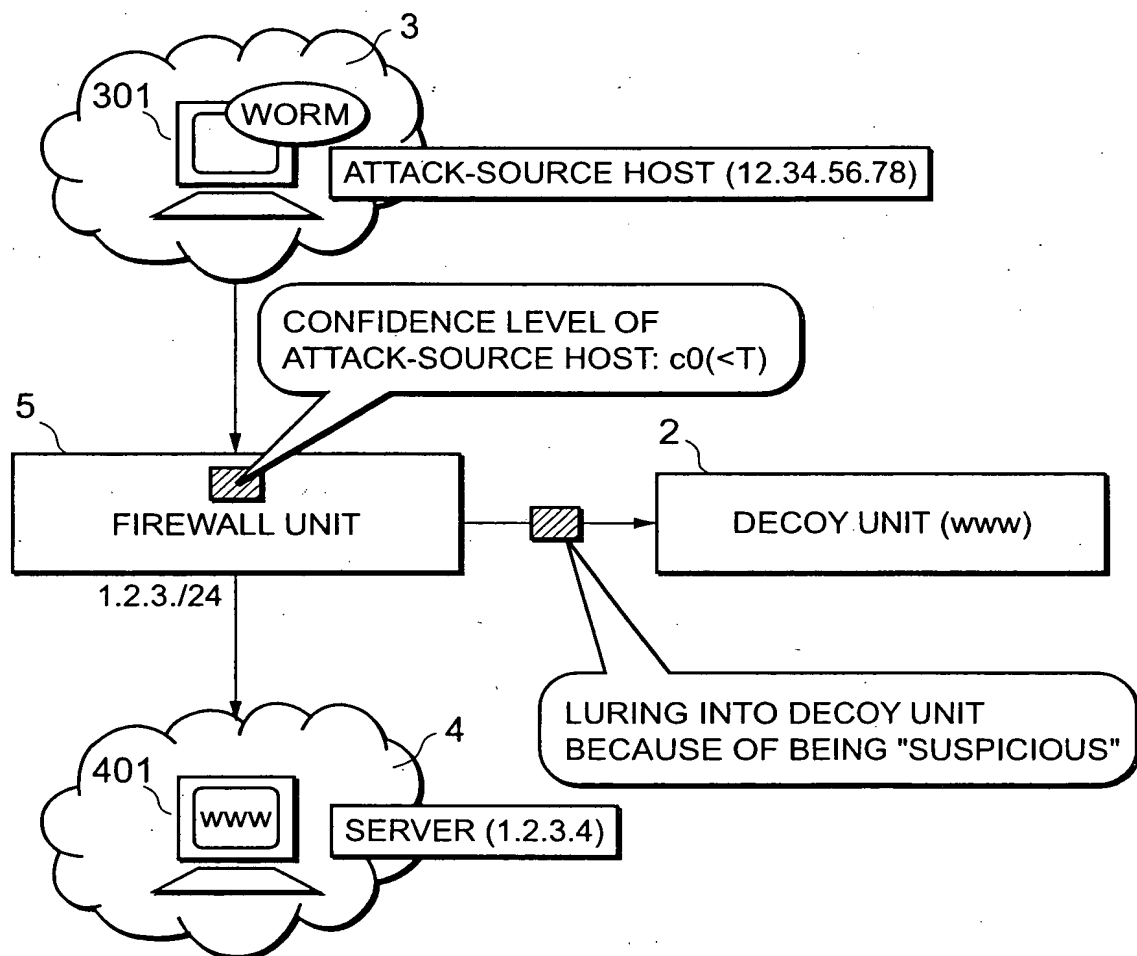 3
301
WORM
ATTACK-SOURCE HOST (12.34.56.78)
CONFIDENCE LEVEL OF
ATTACK-SOURCE HOST: c0(<T)
5
2
FIREWALL UNIT
DECOY UNIT (www)
1.2.3./24
LURING INTO DECOY UNIT
BECAUSE OF BEING "SUSPICIOUS"
4
401
www
SERVER (1.2.3.4)